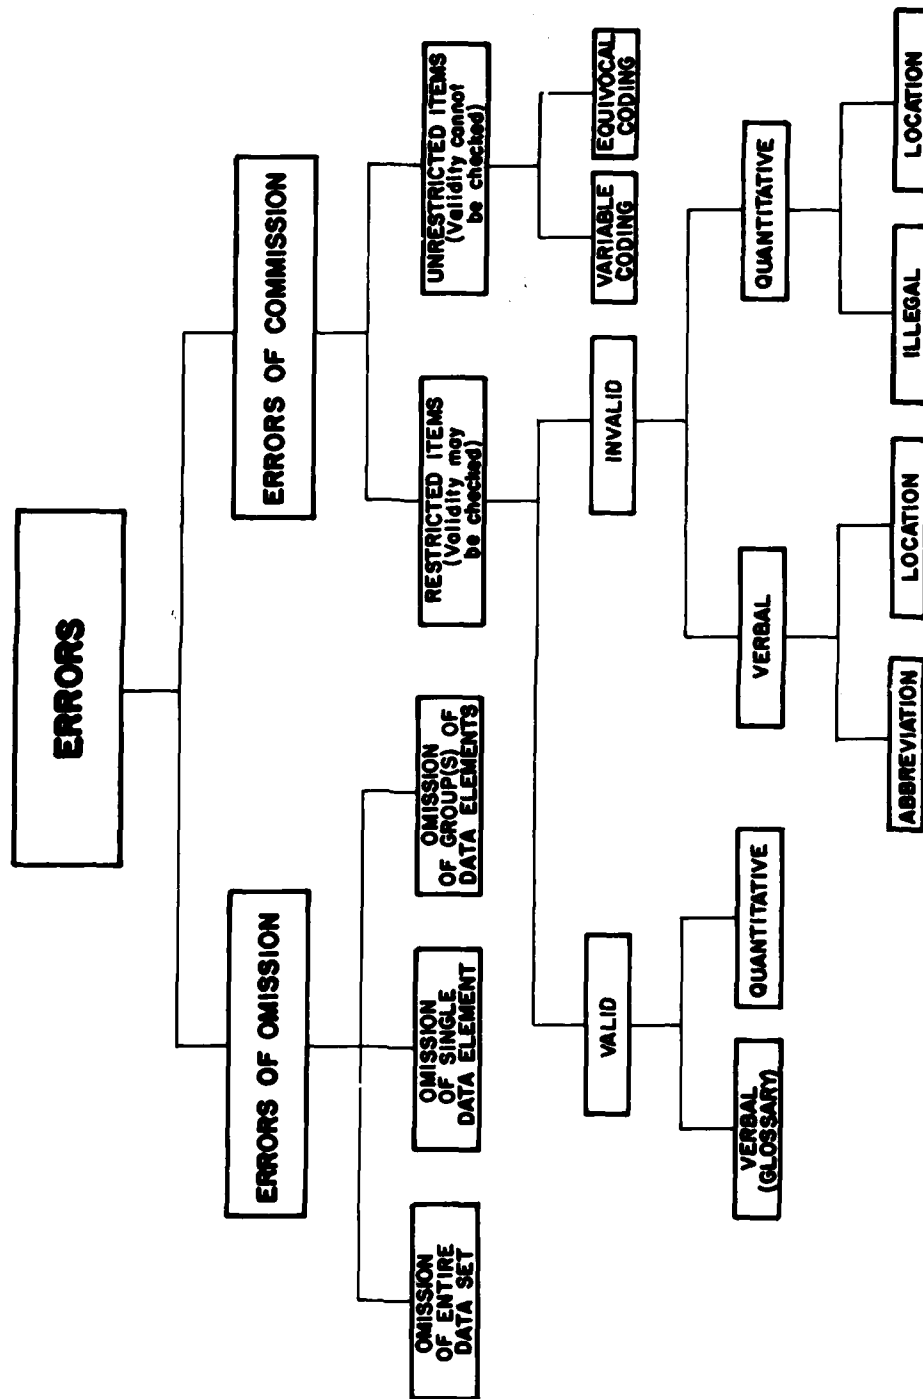 ERRORS
ERRORS OF OMISSION
ERRORS OF COMMISSION
OMISSION
OF ENTIRE
DATA SET
OMISSION
OF SINGLE
DATA ELEMENT
OMISSION
OF GROUP(S) OF
DATA ELEMENTS
RESTRICTED ITEMS
(Validity may
be checked)
UNRESTRICTED ITEMS
(Validity cannot
be checked)
VARIABLE
CODING
EQUIVOCAL
CODING
VALID
INVALID
VERBAL
(GLOSSARY)
QUANTITATIVE
VERBAL
QUANTITATIVE
ABBREVIATION
LOCATION
ILLEGAL
LOCATION